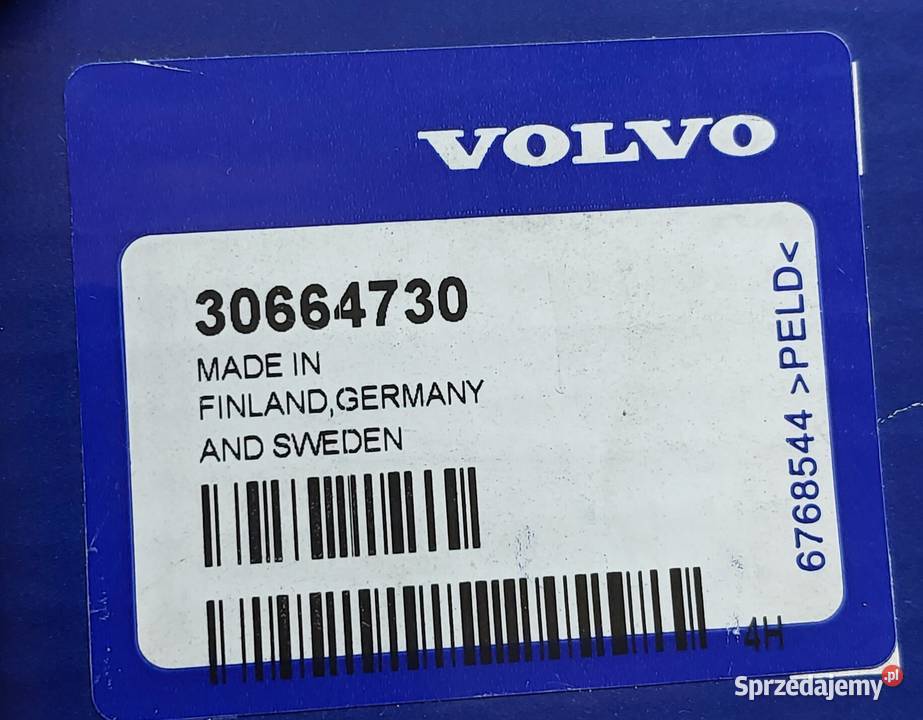 VOLVO
30664730
MADE IN
FINLAND,GERMANY
AND SWEDEN
6768544 >PELD<
4H
Sprzedajemy.pl